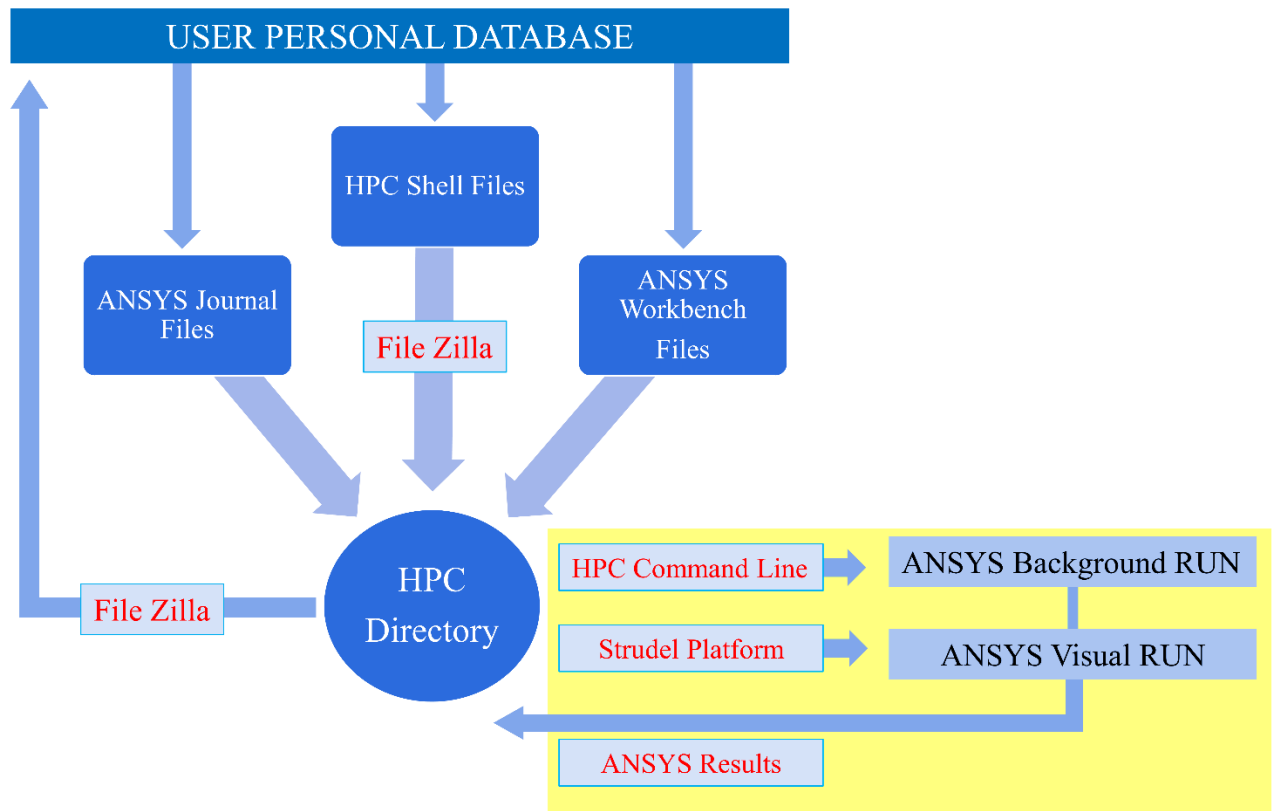 USER PERSONAL DATABASE
HPC Shell Files
ANSYS Journal
Files
ANSYS
Workbench
Files
File Zilla
HPC
Directory
File Zilla
HPC Command Line
ANSYS Background RUN
Strudel Platform
ANSYS Visual RUN
ANSYS Results